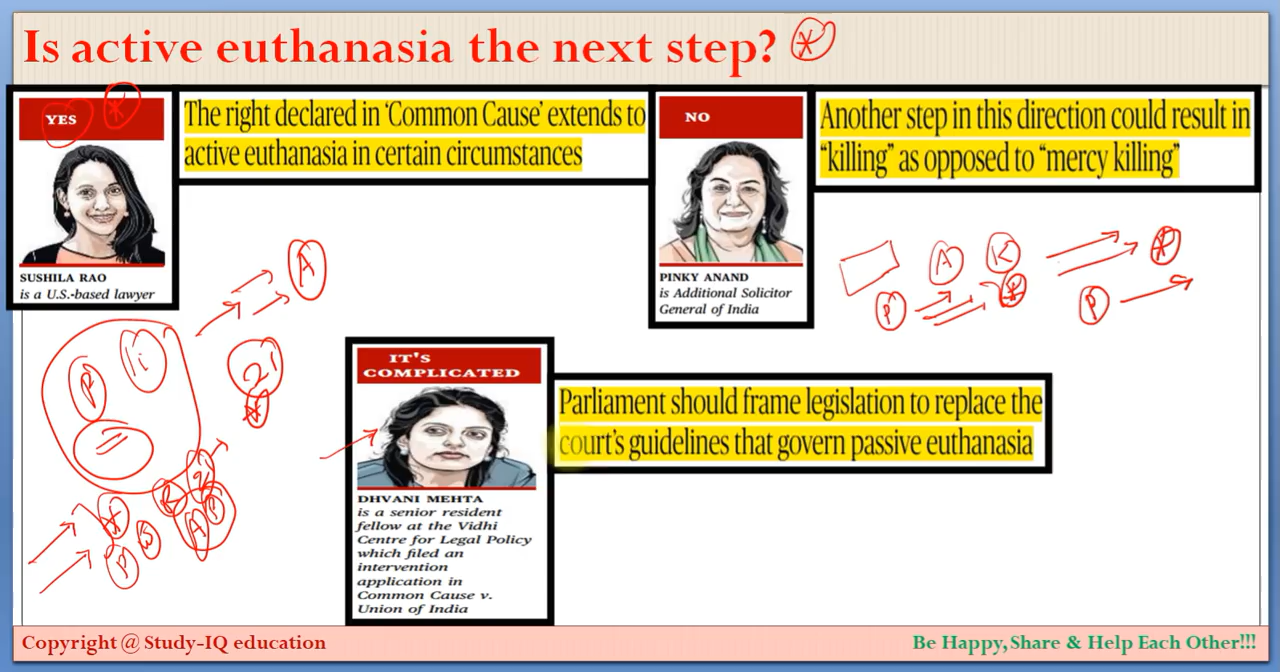 Is active euthanasia the next step?
YES
The right declared in ‘Common Cause’ extends to
active euthanasia in certain circumstances
SUSHILA RAO
is a U.S.-based lawyer
NO
Another step in this direction could result in
“killing” as opposed to “mercy killing”
PINKY ANAND
is Additional Solicitor
General of India
A
A K
P
P
P
21
IT'S
COMPLICATED
Parliament should frame legislation to replace the
court’s guidelines that govern passive euthanasia
DHVANI MEHTA
is a senior resident
fellow at the Vidhi
Centre for Legal Policy
which filed an
intervention
application in
Common Cause v.
Union of India
Copyright @ Study-IQ education
Be Happy,Share & Help Each Other!!!